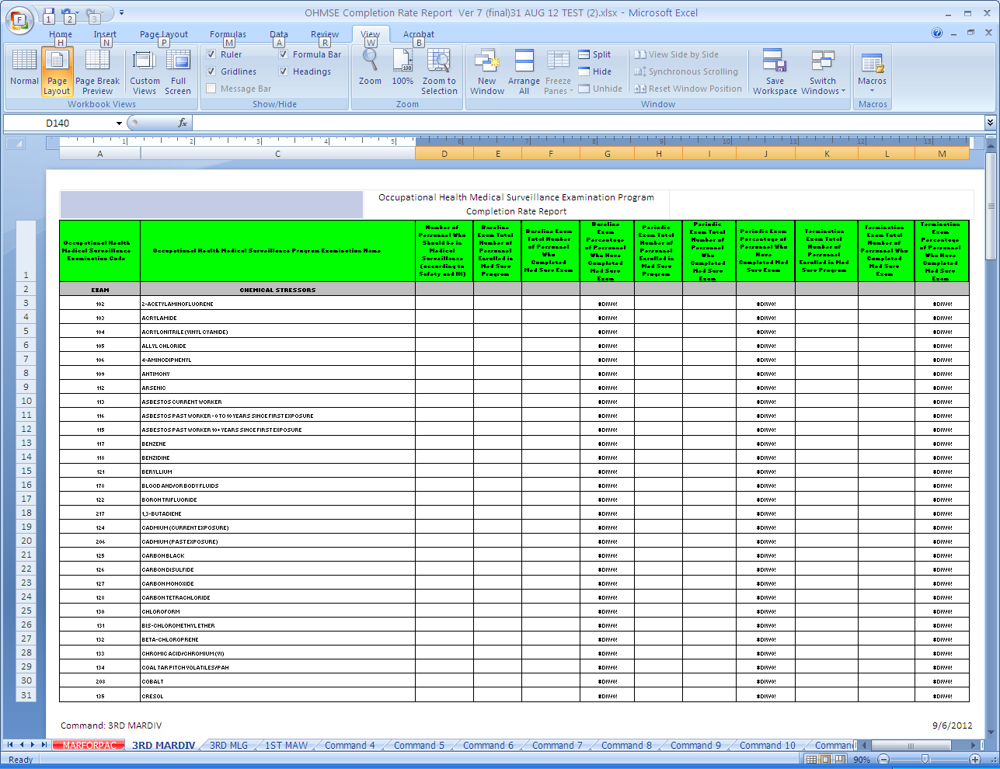 OHMSE Completion Rate Report Ver 7 (final)31 AUG 12 TEST (2).xlsx - Microsoft Excel
F 1 2 3
Home Insert Page Layout Formulas Data Review View Acrobat
H N P M A R W B
Normal Page Layout Page Break Preview Custom Views Full Screen
Workbook Views
Ruler Formula Bar
Gridlines Headings
Message Bar
Show/Hide
Zoom 100% Zoom to Selection
Zoom
New Window Arrange All Freeze Panes Split Hide Unhide
View Side by Side
Synchronous Scrolling
Reset Window Position
Save Workspace Switch Windows
Window
Macros
Macros
D140 fx
1 2 3 4 5 6 7 8 9 10 11 12 13
A C D E F G H I J K L M
Occupational Health Medical Surveillance Examination Program
Completion Rate Report
1 Occupational Health Medical Surveillance Examination Code
Occupational Health Medical Surveillance Program Examination Name
Number of Personnel Who Should be in Medical Surveillance (according to Safety and IH)
Baseline Exam Total Number of Personnel Enrolled in Med Surv Program
Baseline Exam Total Number of Personnel Who Completed Med Surv Exam
Baseline Exam Percentage of Personnel Who Have Completed Med Surv Exam
Periodic Exam Total Number of Personnel Enrolled in Med Surv Program
Periodic Exam Total Number of Personnel Who Completed Med Surv Exam
Periodic Exam Percentage of Personnel Who Have Completed Med Surv Exam
Termination Exam Total Number of Personnel Enrolled in Med Surv Program
Termination Exam Total Number of Personnel Who Completed Med Surv Exam
Termination Exam Percentage of Personnel Who Have Completed Med Surv Exam
2 EXAM CHEMICAL STRESSORS
3 102 2-ACETYLAMINOFLUORENE #DIV/0! #DIV/0! #DIV/0!
4 103 ACRYLAMIDE #DIV/0! #DIV/0! #DIV/0!
5 104 ACRYLONITRILE (VINYL CYANIDE) #DIV/0! #DIV/0! #DIV/0!
6 105 ALLYL CHLORIDE #DIV/0! #DIV/0! #DIV/0!
7 106 4-AMINODIPHENYL #DIV/0! #DIV/0! #DIV/0!
8 109 ANTIMONY #DIV/0! #DIV/0! #DIV/0!
9 112 ARSENIC #DIV/0! #DIV/0! #DIV/0!
10 113 ASBESTOS CURRENT WORKER #DIV/0! #DIV/0! #DIV/0!
11 116 ASBESTOS PAST WORKER - 0 TO 10 YEARS SINCE FIRST EXPOSURE #DIV/0! #DIV/0! #DIV/0!
12 115 ASBESTOS PAST WORKER 10+ YEARS SINCE FIRST EXPOSURE #DIV/0! #DIV/0! #DIV/0!
13 117 BENZENE #DIV/0! #DIV/0! #DIV/0!
14 118 BENZIDINE #DIV/0! #DIV/0! #DIV/0!
15 121 BERYLLIUM #DIV/0! #DIV/0! #DIV/0!
16 178 BLOOD AND/OR BODY FLUIDS #DIV/0! #DIV/0! #DIV/0!
17 122 BORON TRIFLUORIDE #DIV/0! #DIV/0! #DIV/0!
18 217 1,3-BUTADIENE #DIV/0! #DIV/0! #DIV/0!
19 124 CADMIUM (CURRENT EXPOSURE) #DIV/0! #DIV/0! #DIV/0!
20 206 CADMIUM (PAST EXPOSURE) #DIV/0! #DIV/0! #DIV/0!
21 125 CARBON BLACK #DIV/0! #DIV/0! #DIV/0!
22 126 CARBON DISULFIDE #DIV/0! #DIV/0! #DIV/0!
23 127 CARBON MONOXIDE #DIV/0! #DIV/0! #DIV/0!
24 128 CARBON TETRACHLORIDE #DIV/0! #DIV/0! #DIV/0!
25 130 CHLOROFORM #DIV/0! #DIV/0! #DIV/0!
26 131 BIS-CHLOROMETHYL ETHER #DIV/0! #DIV/0! #DIV/0!
27 132 BETA-CHLOROPRENE #DIV/0! #DIV/0! #DIV/0!
28 133 CHROMIC ACID/CHROMIUM (VI) #DIV/0! #DIV/0! #DIV/0!
29 134 COAL TAR PITCH VOLATILES/PAH #DIV/0! #DIV/0! #DIV/0!
30 208 COBALT #DIV/0! #DIV/0! #DIV/0!
31 135 CRESOL #DIV/0! #DIV/0! #DIV/0!
Command: 3RD MARDIV 9/6/2012
MARFORPAC 3RD MARDIV 3RD MLG 1ST MAW Command 4 Command 5 Command 6 Command 7 Command 8 Command 9 Command 10 Command
Ready 90%